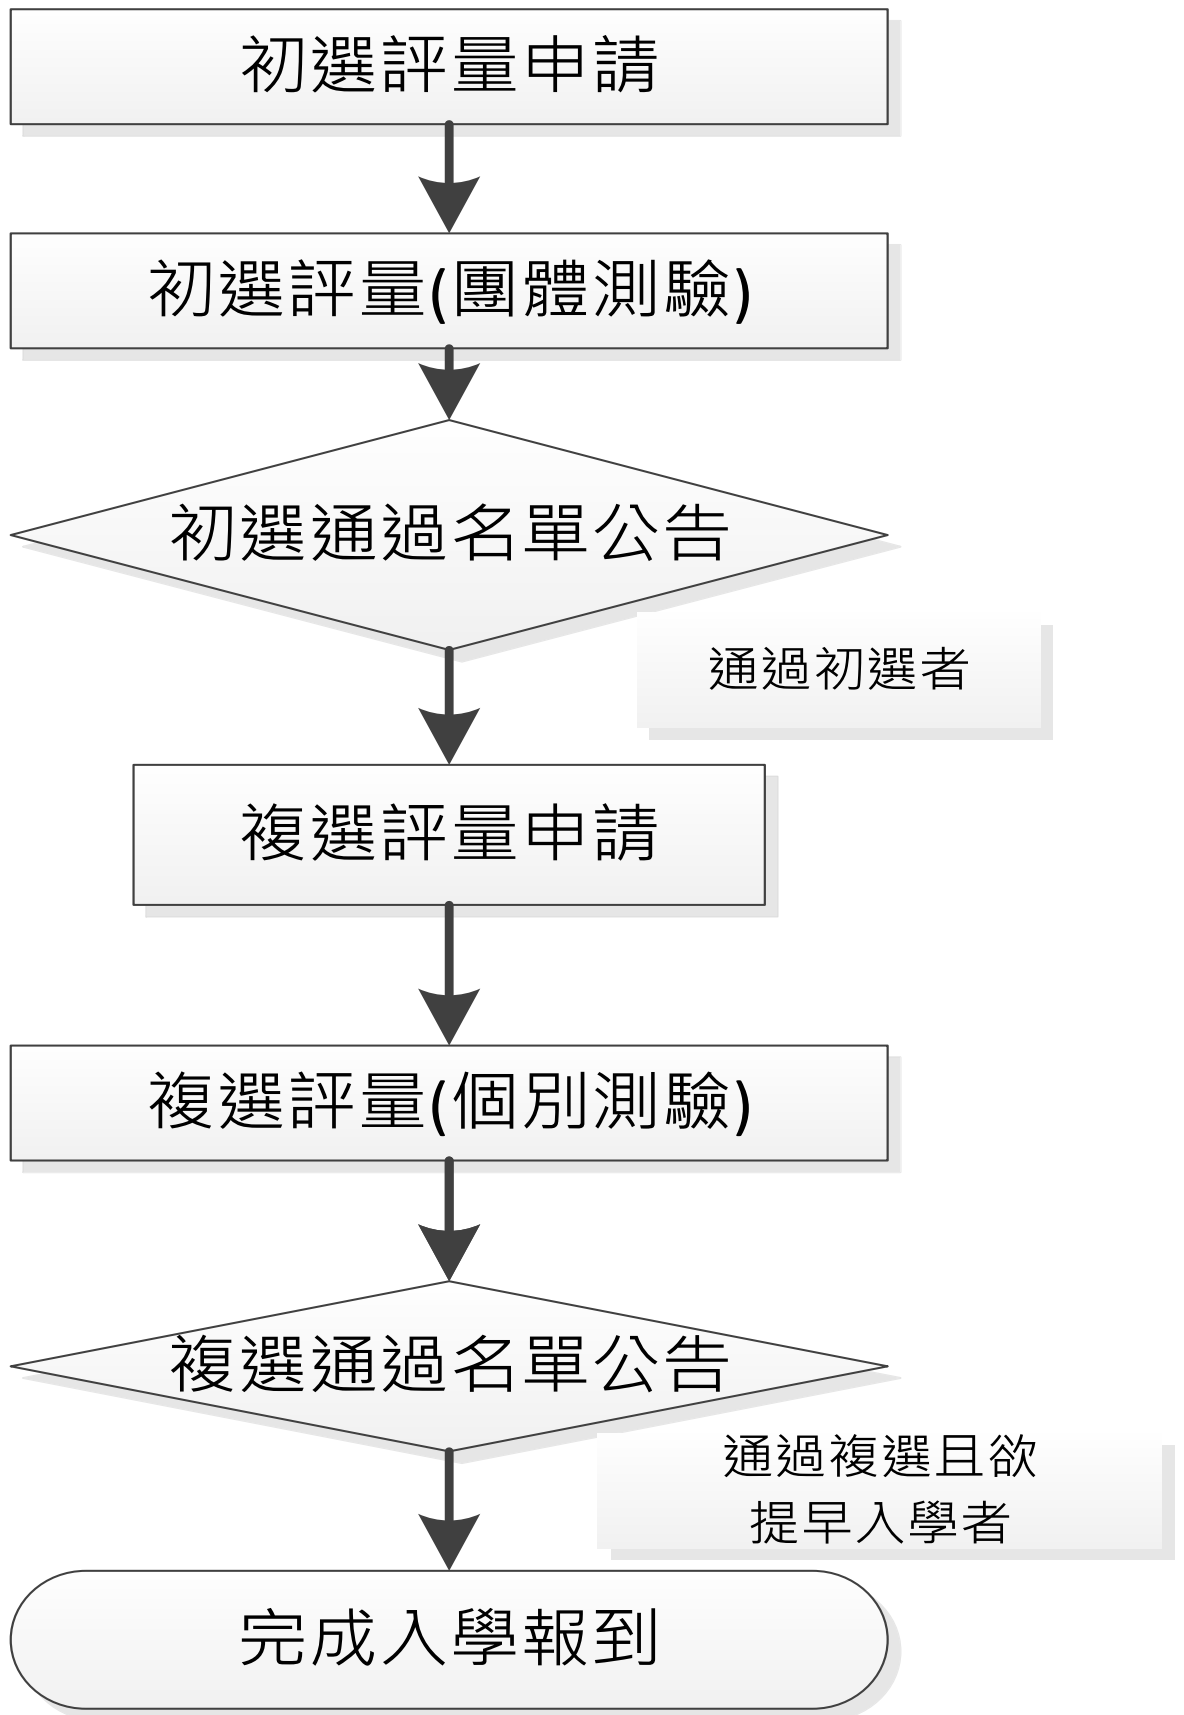 初選評量申請
初選評量(團體測驗)
初選通過名單公告
通過初選者
複選評量申請
複選評量(個別測驗)
複選通過名單公告
通過複選且欲
提早入學者
完成入學報到